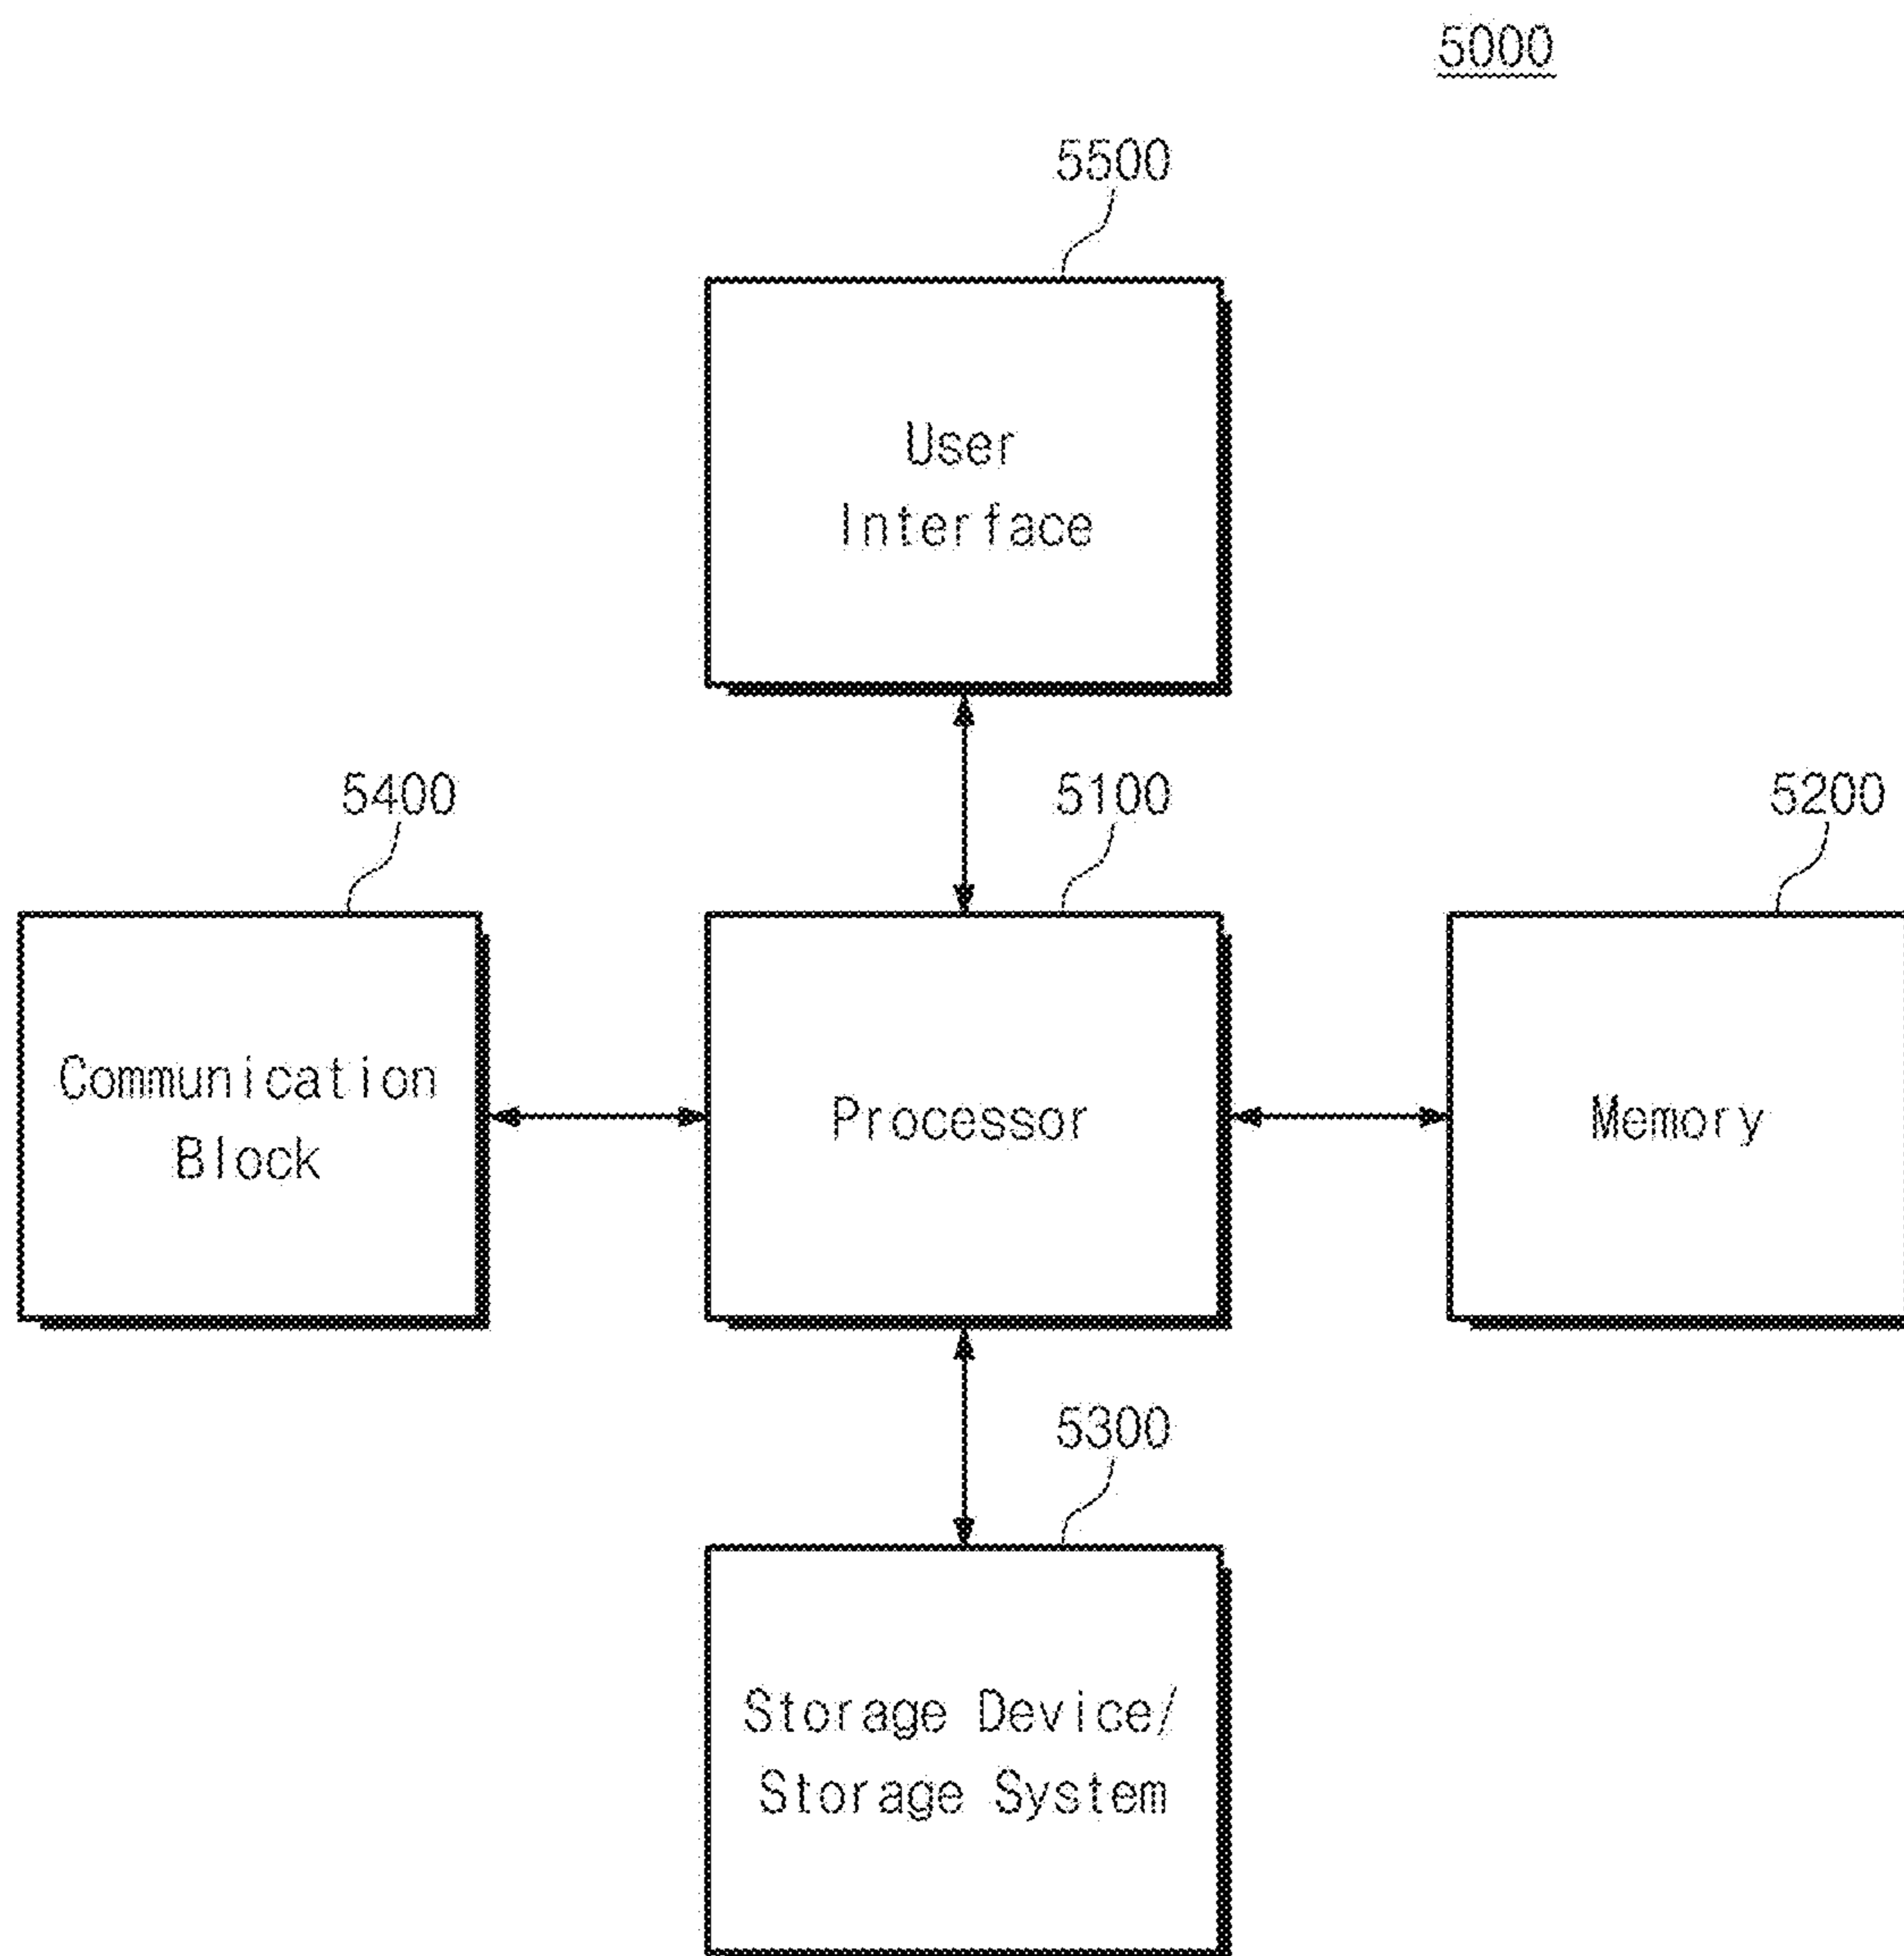 5000
5500
User
Interface
5400
5100
5200
Communication
Block
Processor
Memory
5300
Storage Device/
Storage System